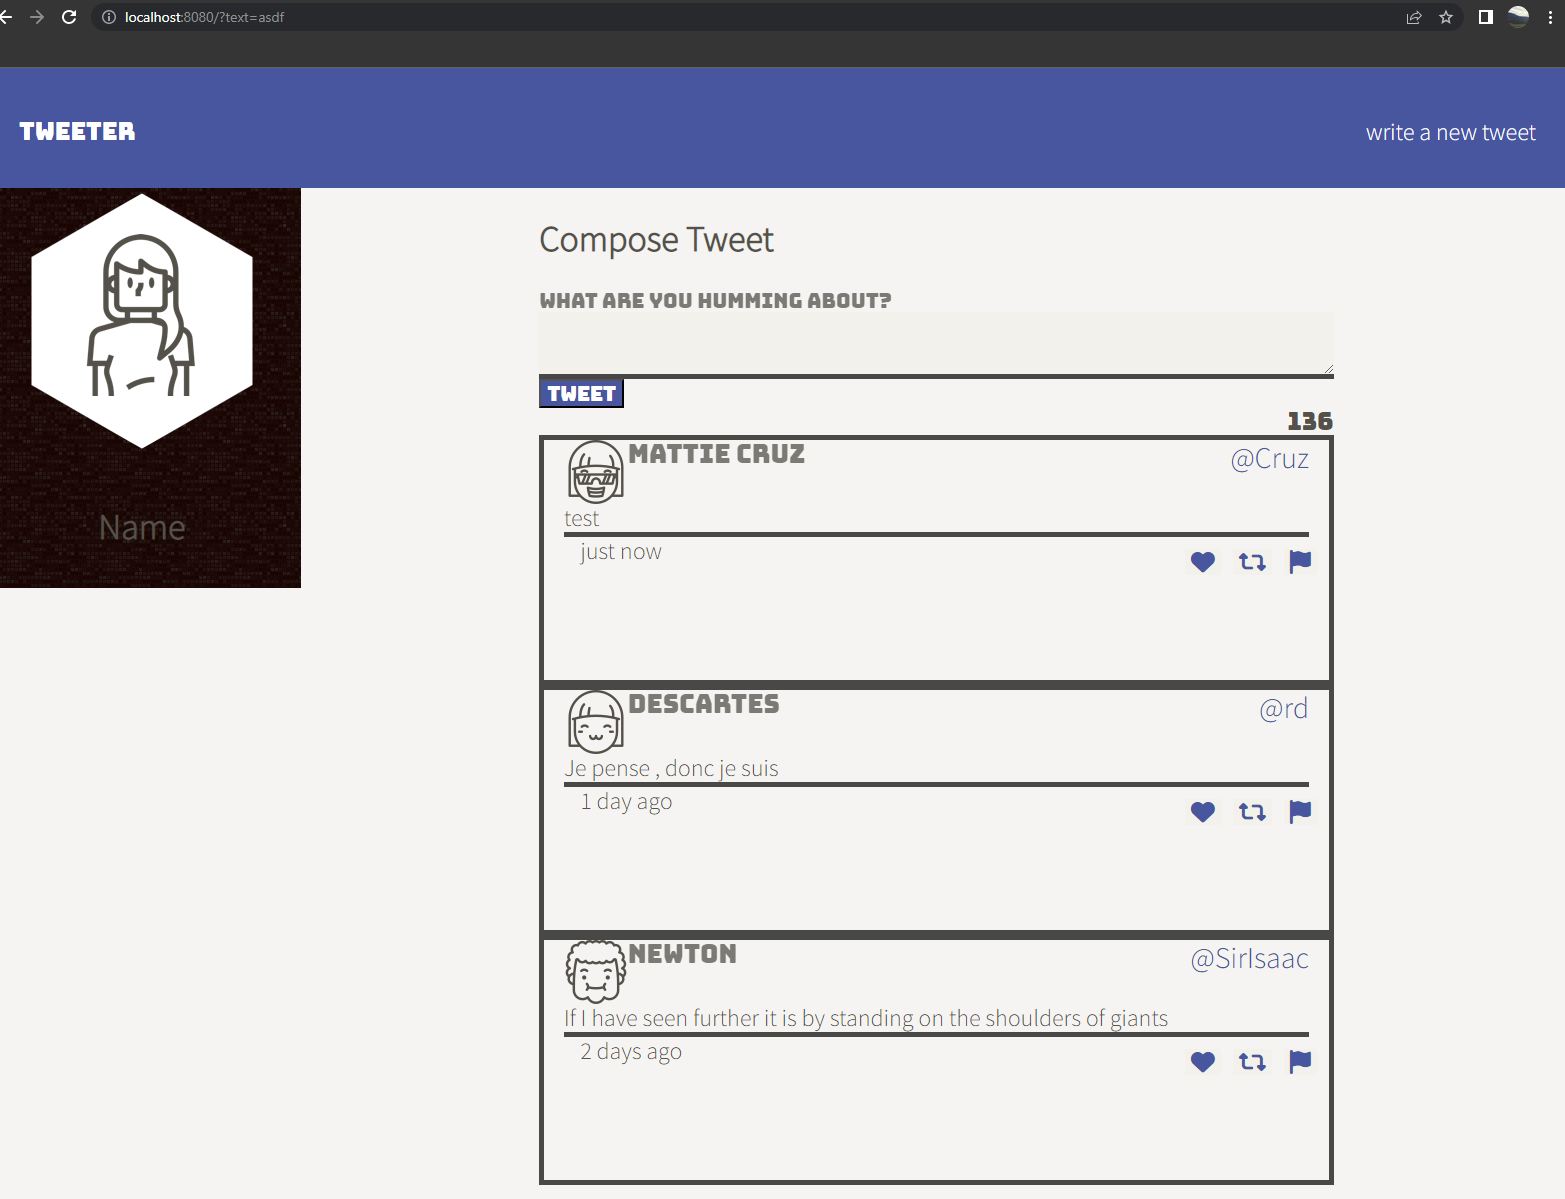 localhost:8080/?text=asdf
TWEETER
write a new tweet
Name
Compose Tweet
WHAT ARE YOU HUMMING ABOUT?
TWEET
136
MATTIE CRUZ
@Cruz
test
just now
DESCARTES
@rd
Je pense , donc je suis
1 day ago
NEWTON
@SirIsaac
If I have seen further it is by standing on the shoulders of giants
2 days ago